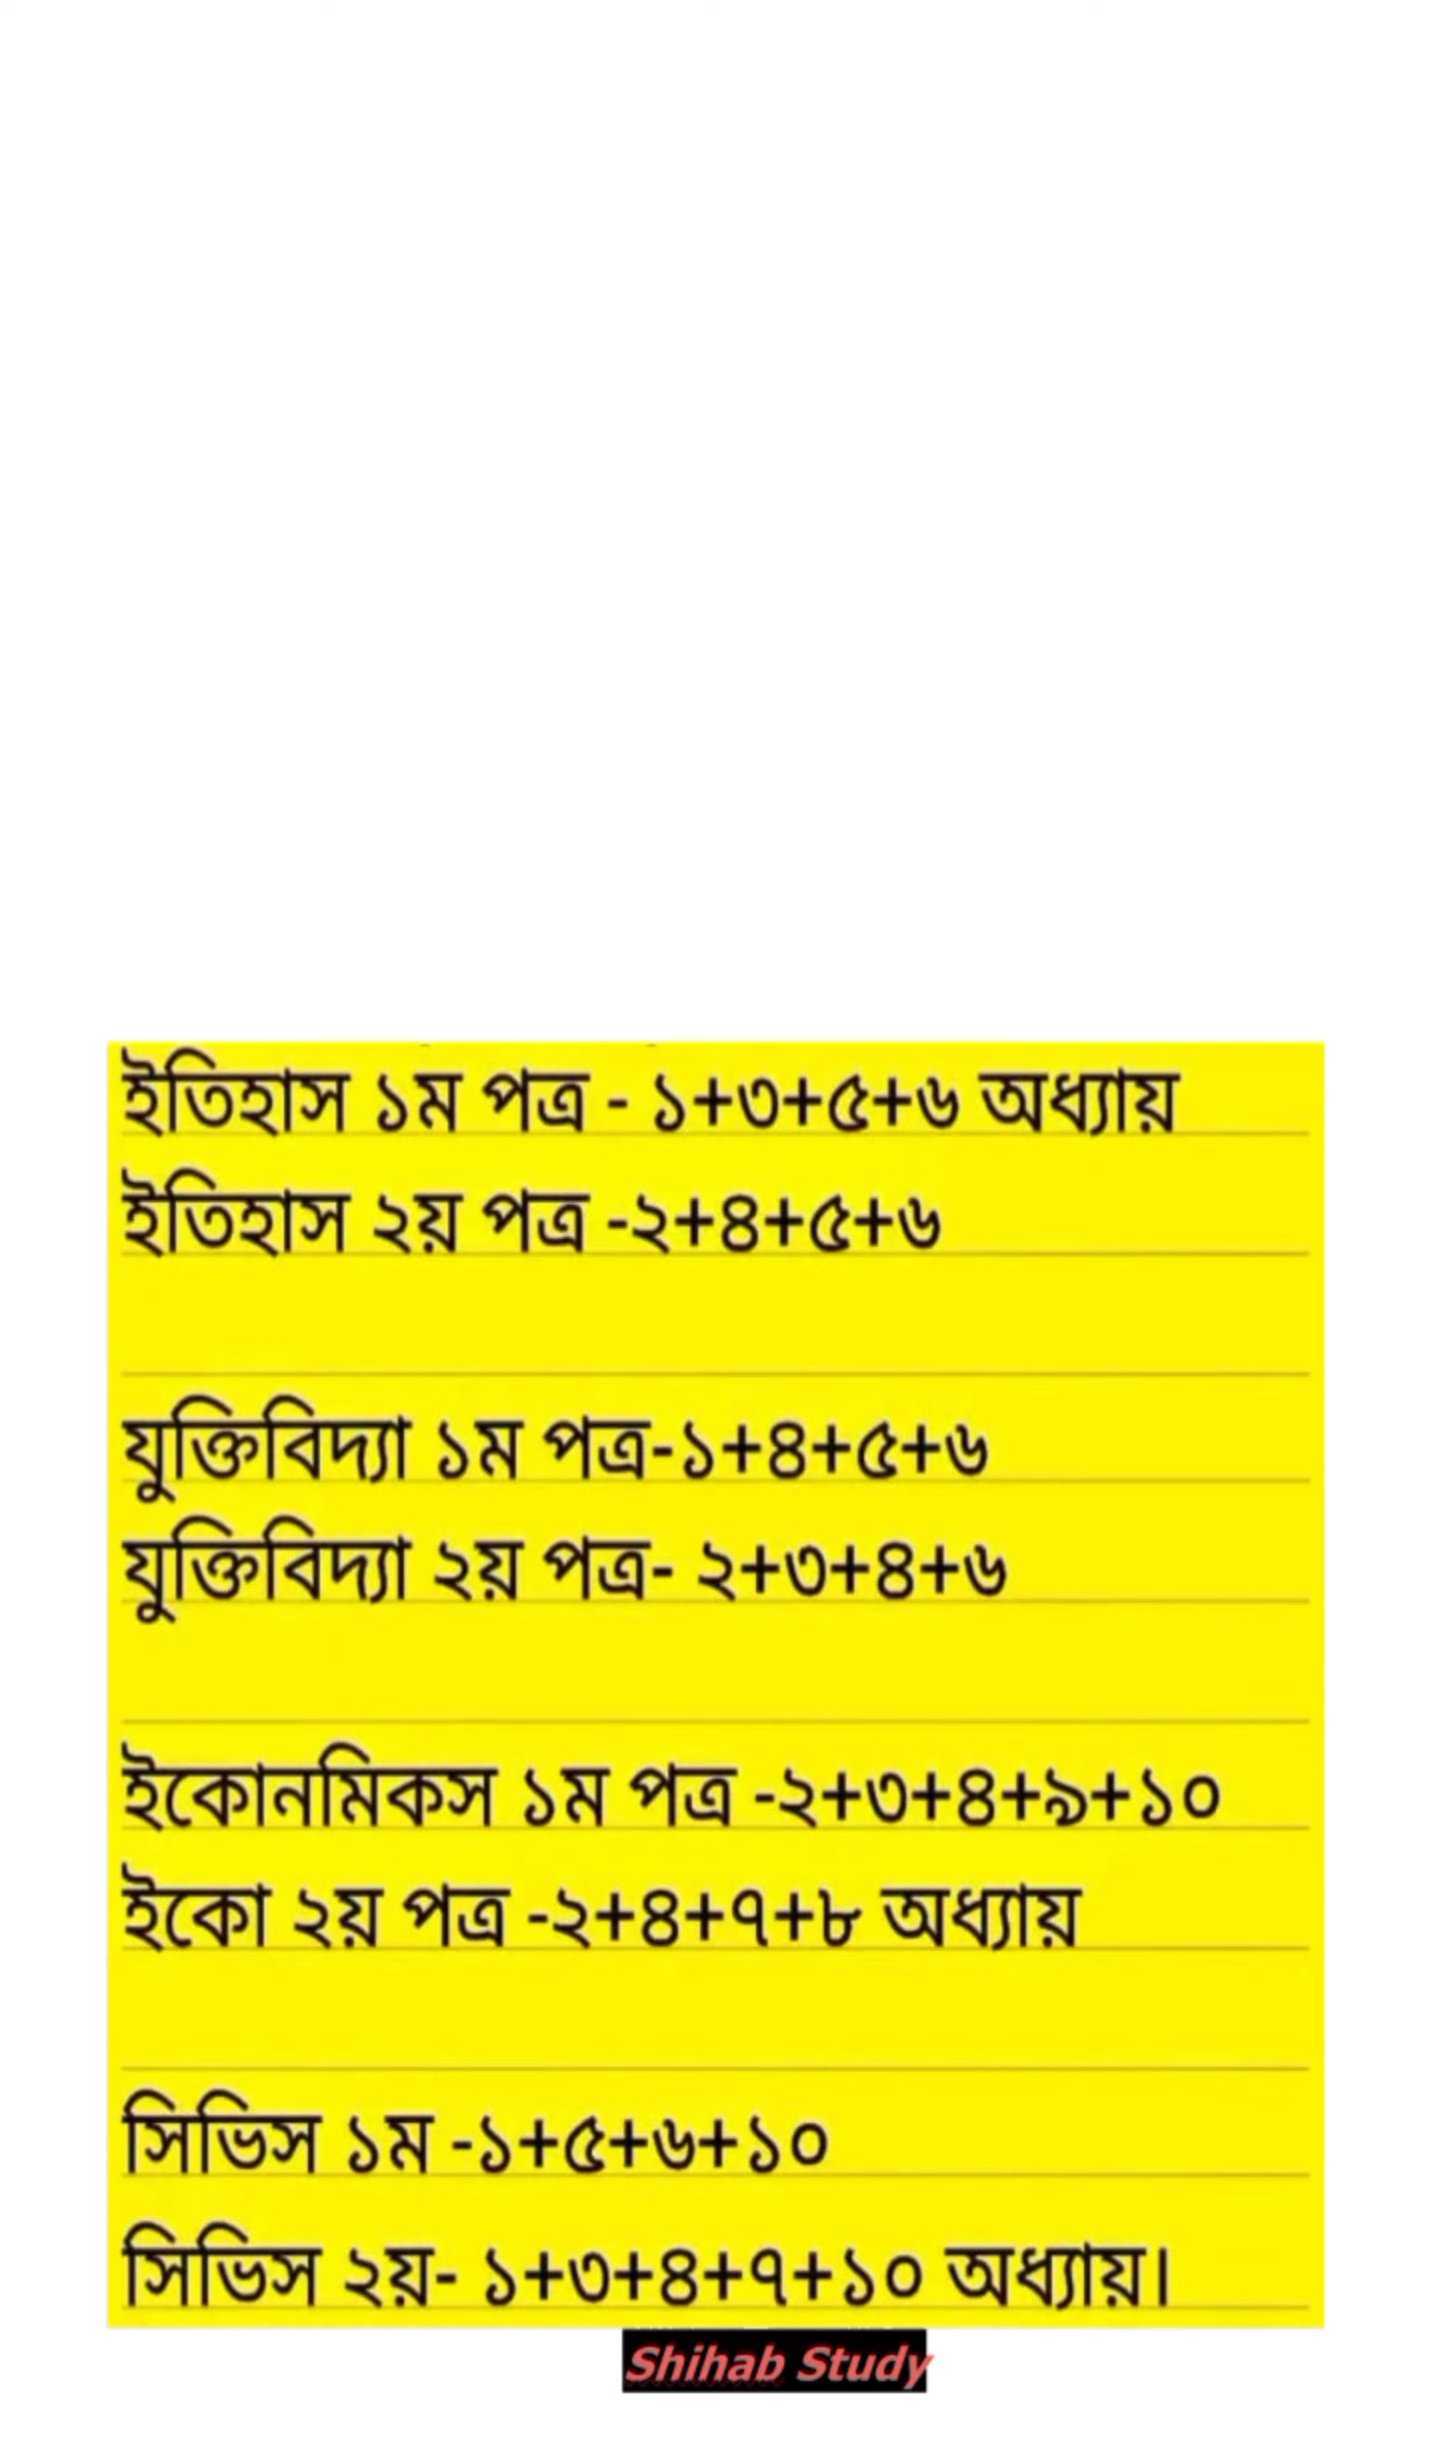 ইতিহাস ১ম পত্র - ১+৩+৫+৬ অধ্যায়
ইতিহাস ২য় পত্র -২+৪+৫+৬
যুক্তিবিদ্যা ১ম পত্র-১+৪+৫+৬
যুক্তিবিদ্যা ২য় পত্র- ২+৩+৪+৬
ইকোনমিকস ১ম পত্র -২+৩+৪+৯+১০
ইকো ২য় পত্র -২+৪+৭+৮ অধ্যায়
সিভিস ১ম -১+৫+৬+১০
সিভিস ২য়- ১+৩+৪+৭+১০ অধ্যায়।
Shihab Study